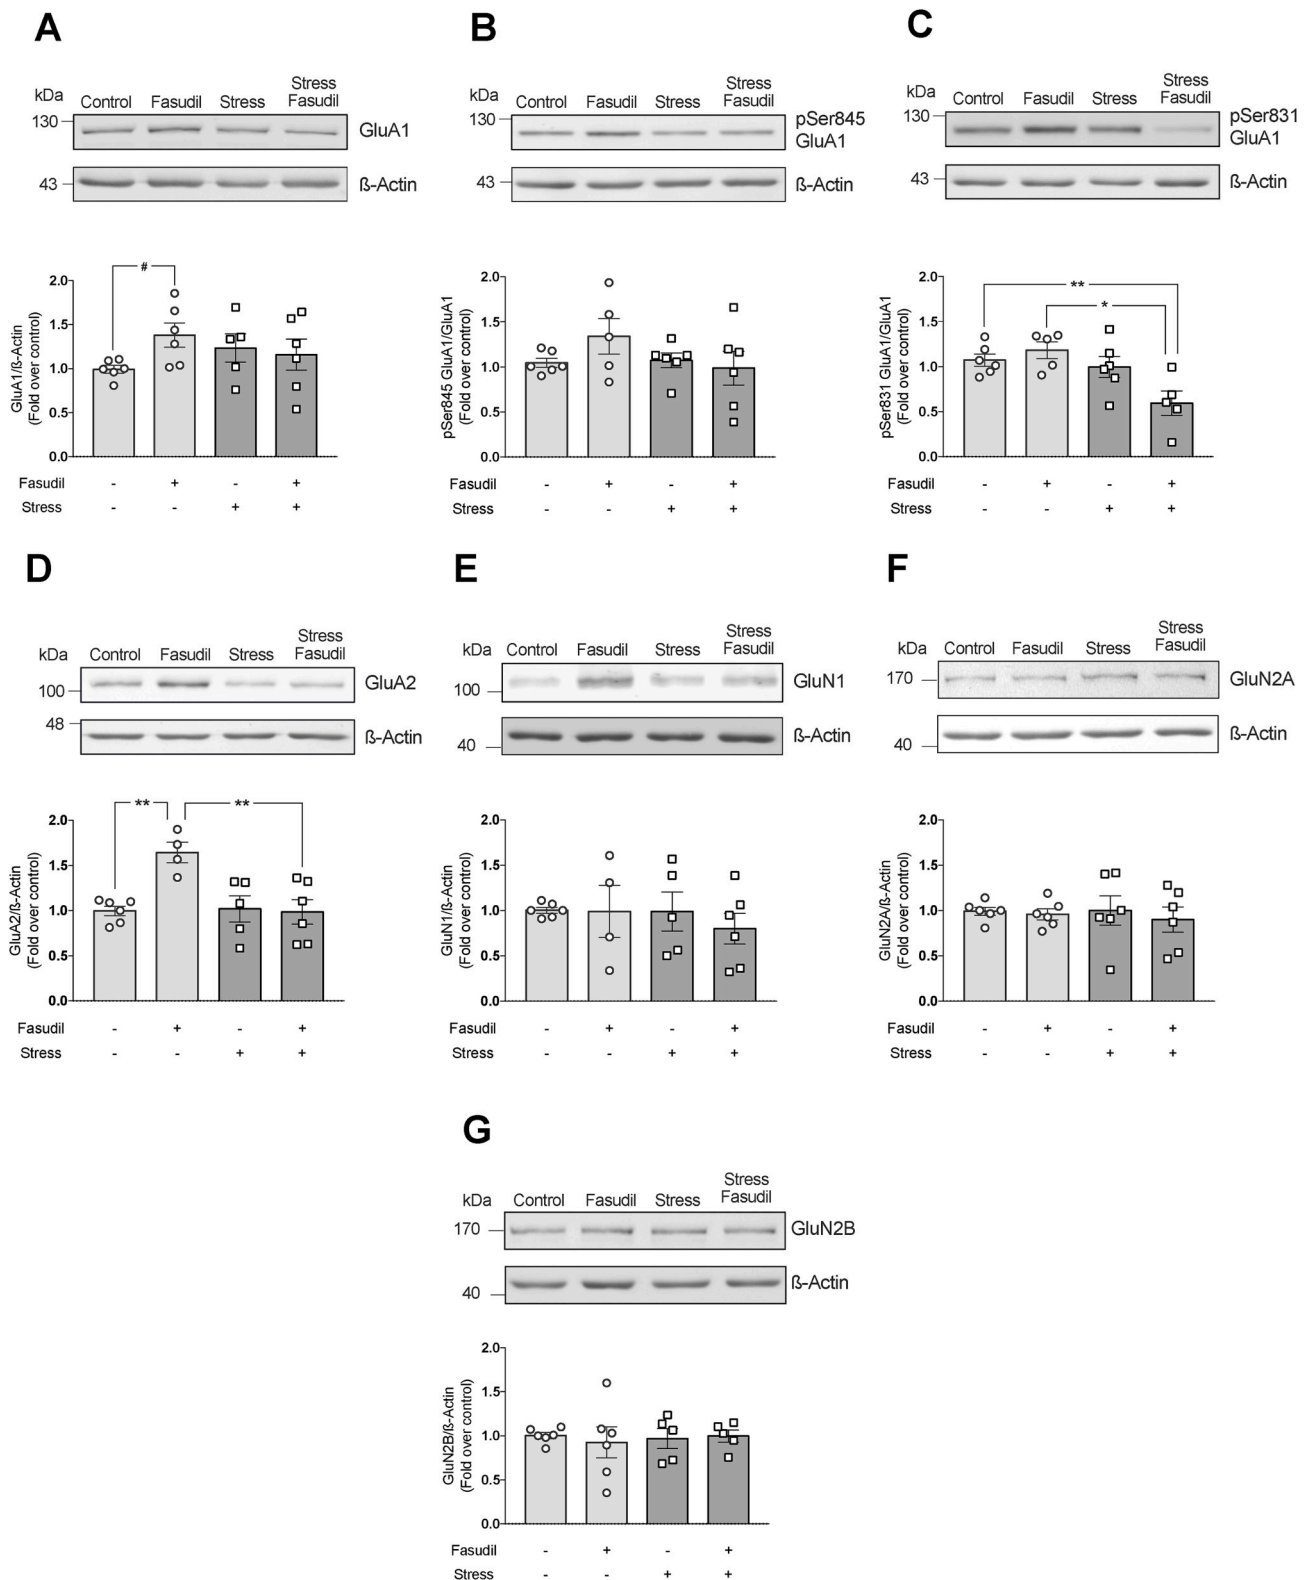 A
kDa
Control
Fasudil
Stress
Stress
Fasudil
130
GluA1
43
ß-Actin
GluA1/ß-Actin
(Fold over control)
2.0
1.5
1.0
0.5
0.0
#
Fasudil - + - +
Stress - - + +
B
kDa
Control
Fasudil
Stress
Stress
Fasudil
130
pSer845
GluA1
43
ß-Actin
pSer845 GluA1/GluA1
(Fold over control)
2.0
1.5
1.0
0.5
0.0
Fasudil - + - +
Stress - - + +
C
kDa
Control
Fasudil
Stress
Stress
Fasudil
130
pSer831
GluA1
43
ß-Actin
pSer831 GluA1/GluA1
(Fold over control)
2.0
1.5
1.0
0.5
0.0
**
*
Fasudil - + - +
Stress - - + +
D
kDa
Control
Fasudil
Stress
Stress
Fasudil
100
GluA2
48
ß-Actin
GluA2/ß-Actin
(Fold over control)
2.0
1.5
1.0
0.5
0.0
**
**
Fasudil - + - +
Stress - - + +
E
kDa
Control
Fasudil
Stress
Stress
Fasudil
100
GluN1
40
ß-Actin
GluN1/ß-Actin
(Fold over control)
2.0
1.5
1.0
0.5
0.0
Fasudil - + - +
Stress - - + +
F
kDa
Control
Fasudil
Stress
Stress
Fasudil
170
GluN2A
40
ß-Actin
GluN2A/ß-Actin
(Fold over control)
2.0
1.5
1.0
0.5
0.0
Fasudil - + - +
Stress - - + +
G
kDa
Control
Fasudil
Stress
Stress
Fasudil
170
GluN2B
40
ß-Actin
GluN2B/ß-Actin
(Fold over control)
2.0
1.5
1.0
0.5
0.0
Fasudil - + - +
Stress - - + +